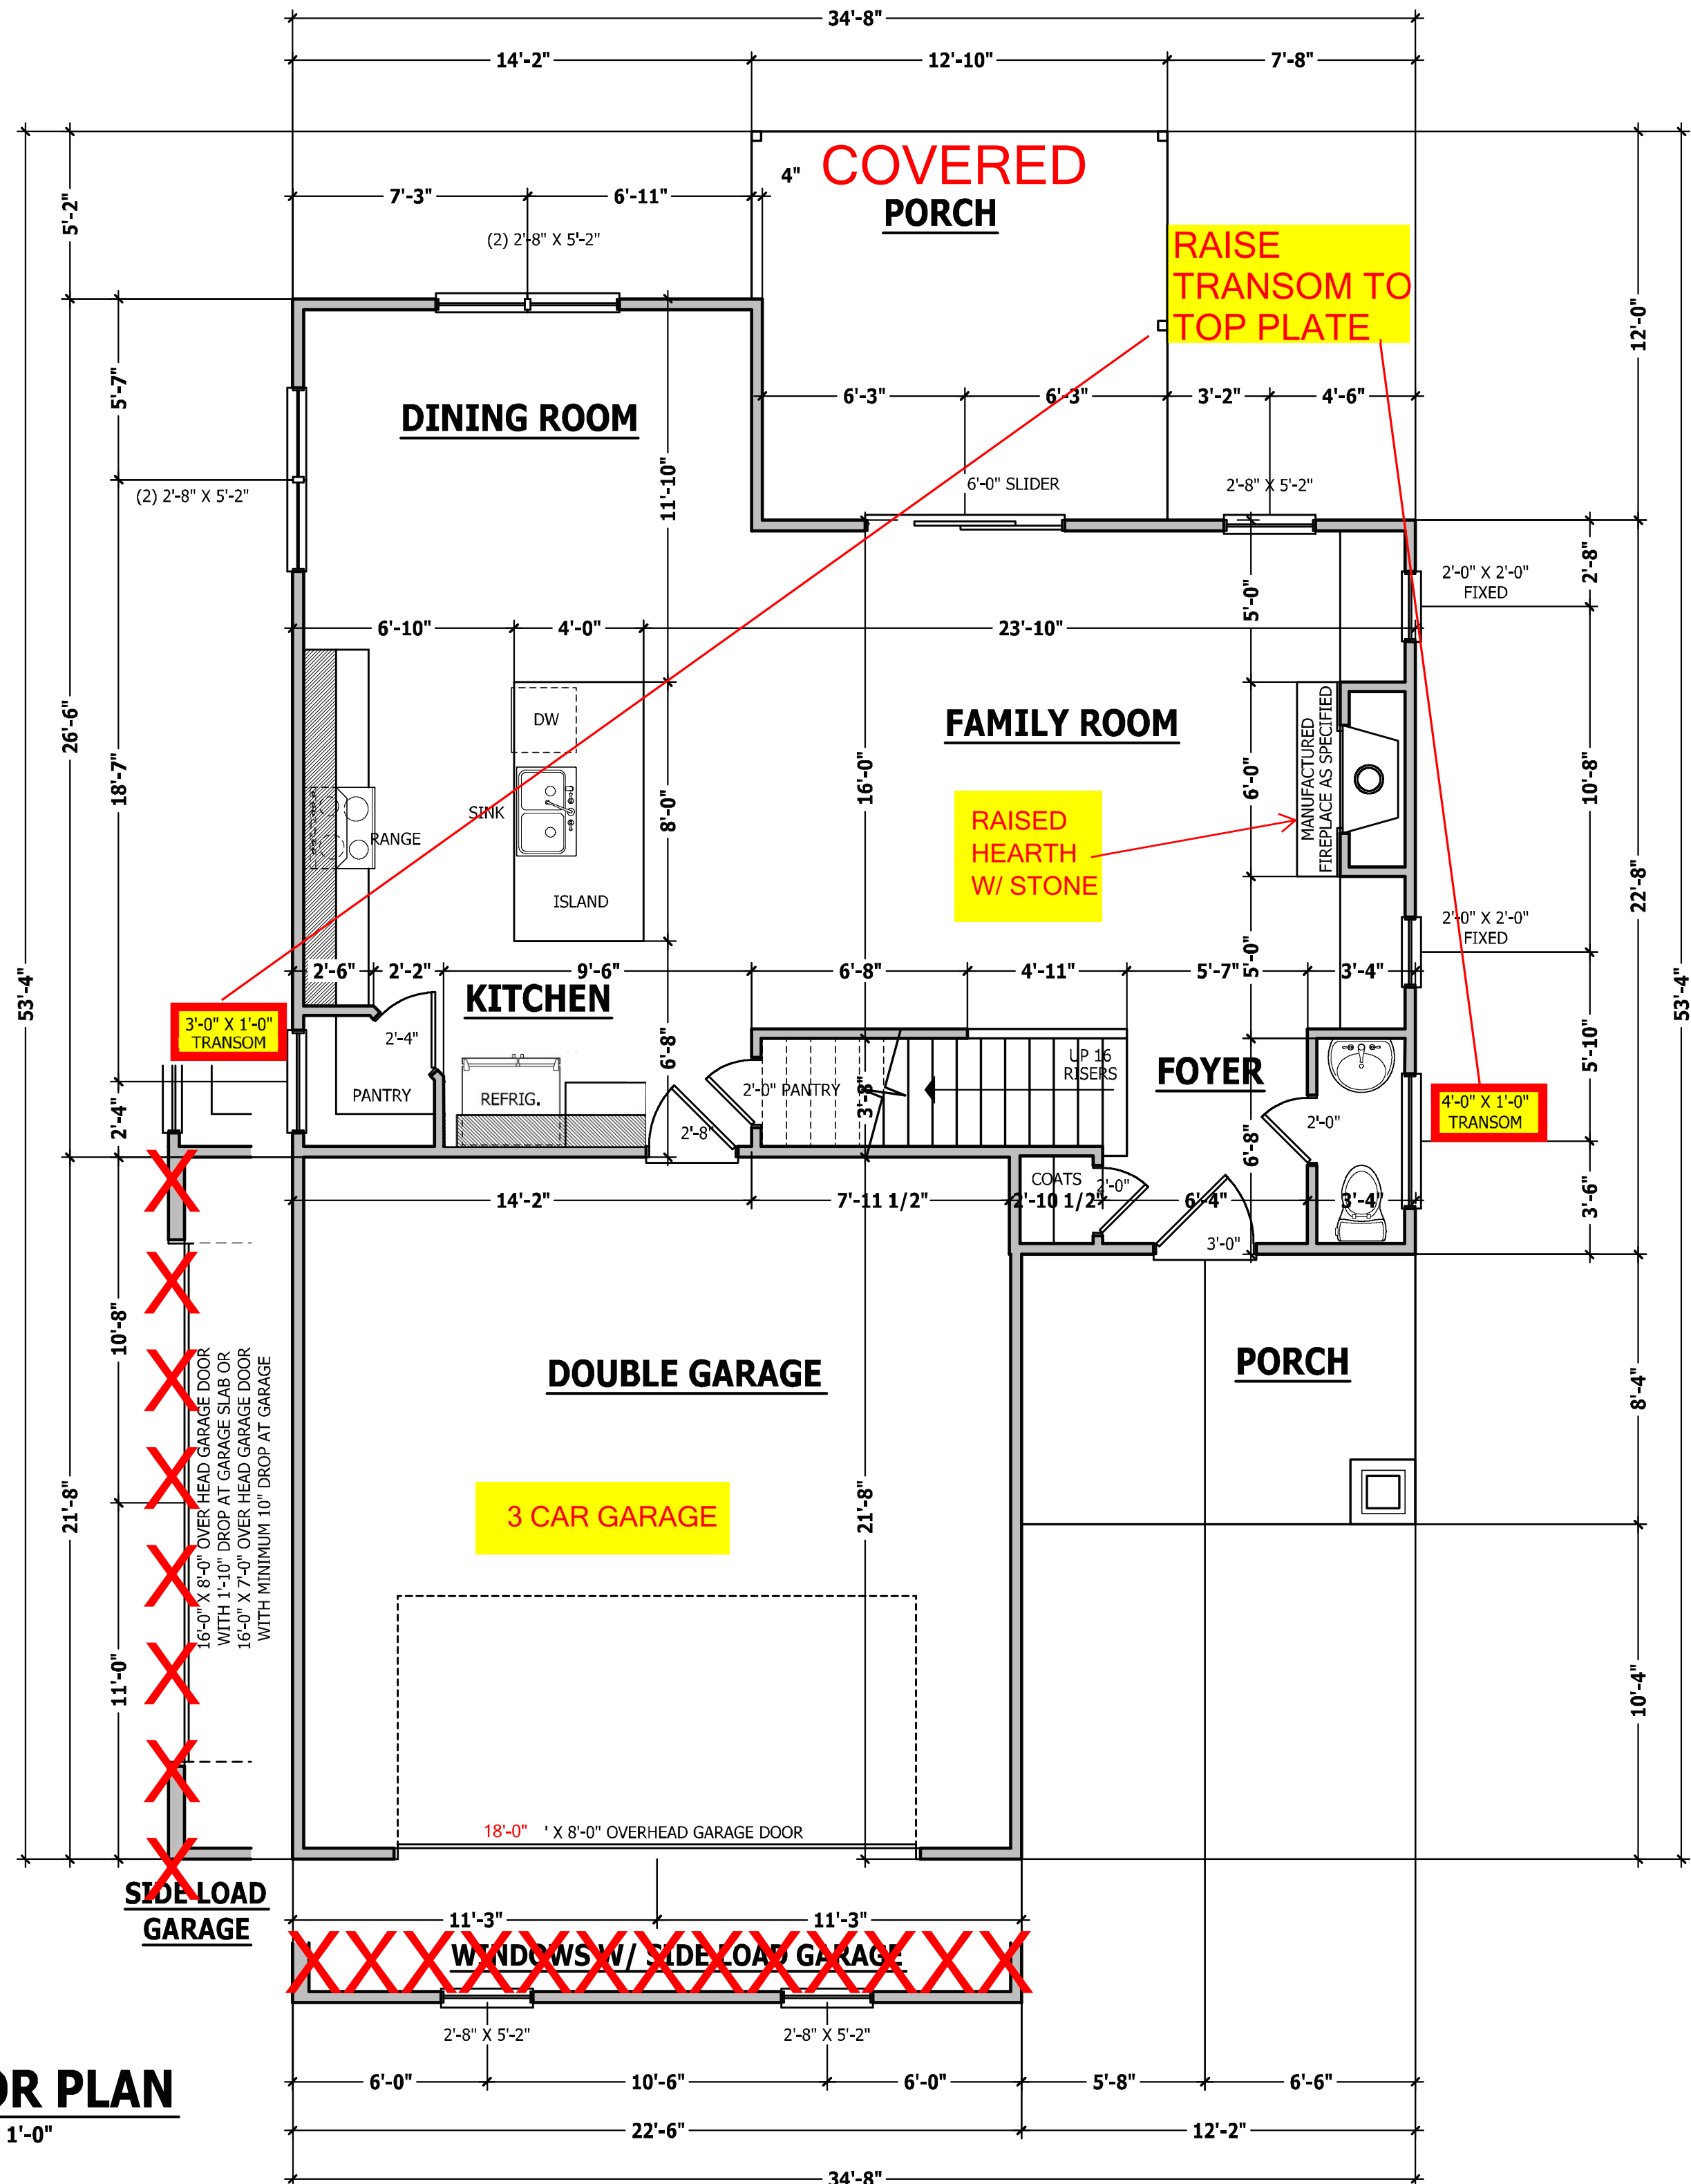 34'-8"
14'-2" 12'-10" 7'-8"
4" COVERED
PORCH
7'-3" 6'-11"
5'-2"
(2) 2'-8" X 5'-2"
RAISE
TRANSOM TO
TOP PLATE
12'-0"
5'-7"
DINING ROOM
6'-3" 6'-3" 3'-2" 4'-6"
(2) 2'-8" X 5'-2"
11'-10"
6'-0" SLIDER
2'-8" X 5'-2"
2'-0" X 2'-0"
FIXED
2'-8"
5'-0"
6'-10" 4'-0" 23'-10"
26'-6"
18'-7"
DW
FAMILY ROOM
MANUFACTURED
FIREPLACE AS SPECIFIED
16'-0"
6'-0"
10'-8"
SINK
8'-0"
RANGE
RAISED
HEARTH
W/ STONE
ISLAND
22'-8"
2'-0" X 2'-0"
FIXED
53'-4"
53'-4"
2'-6" 2'-2" 9'-6" 6'-8" 4'-11" 5'-7" 5'-0" 3'-4"
KITCHEN
3'-0" X 1'-0"
TRANSOM
2'-4"
6'-8"
UP 16
RISERS
FOYER
5'-10"
PANTRY
REFRIG.
2'-0" PANTRY
3'-8"
4'-0" X 1'-0"
TRANSOM
2'-4"
2'-8"
2'-0"
6'-8"
COATS
2'-0"
14'-2" 7'-11 1/2" 2'-10 1/2" 6'-4" 3'-4"
3'-6"
3'-0"
10'-8"
DOUBLE GARAGE
PORCH
8'-4"
16'-0" X 8'-0" OVER HEAD GARAGE DOOR
WITH 1'-10" DROP AT GARAGE SLAB OR
16'-0" X 7'-0" OVER HEAD GARAGE DOOR
WITH MINIMUM 10" DROP AT GARAGE
21'-8"
3 CAR GARAGE
21'-8"
11'-0"
10'-4"
18'-0" ' X 8'-0" OVERHEAD GARAGE DOOR
SIDE LOAD
GARAGE
11'-3" 11'-3"
WINDOWS W/ SIDE LOAD GARAGE
2'-8" X 5'-2" 2'-8" X 5'-2"
6'-0" 10'-6" 6'-0" 5'-8" 6'-6"
OR PLAN
1'-0"
22'-6" 12'-2"
34'-8"